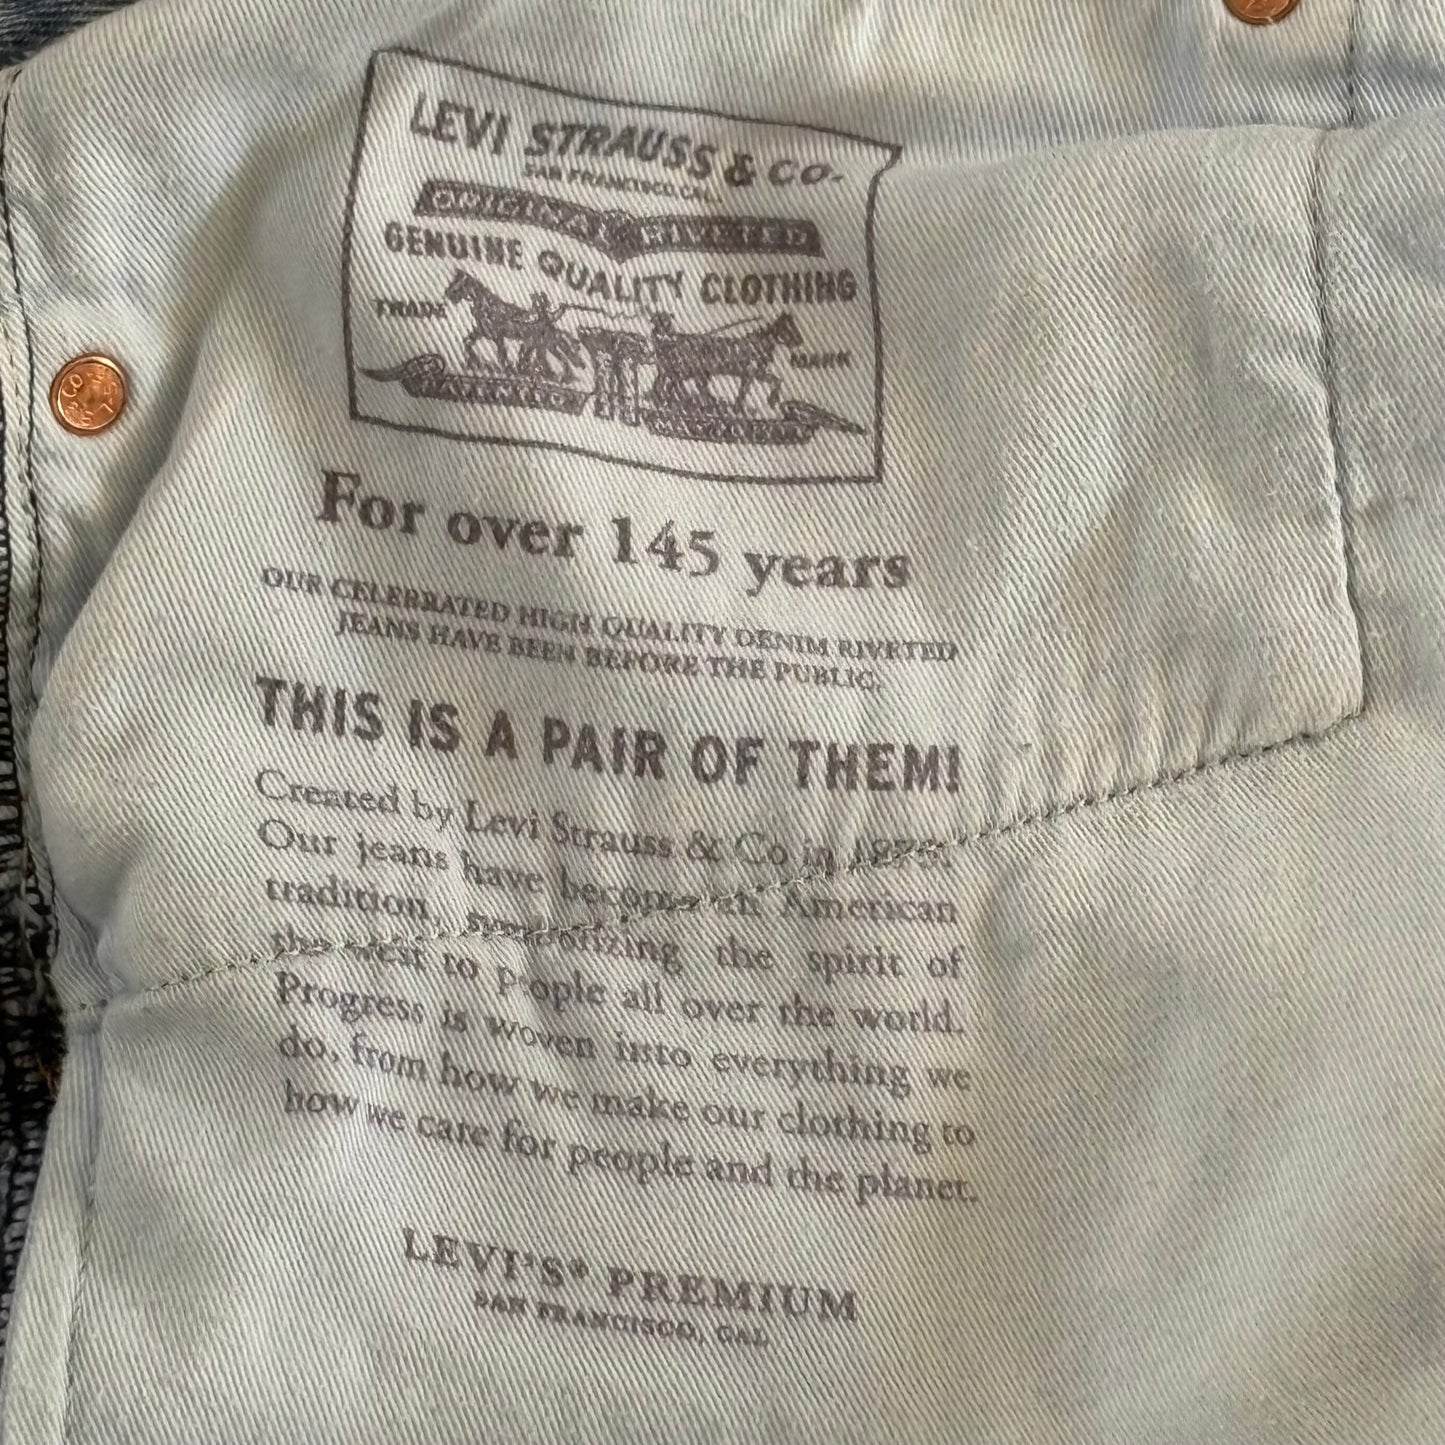 LEVI STRAUSS & CO.
SAN FRANCISCO, CAL.
ORIGINAL RIVETED
GENUINE QUALITY CLOTHING
TRADE MARK
For over 145 years
OUR CELEBRATED HIGH QUALITY DENIM RIVETED
JEANS HAVE BEEN BEFORE THE PUBLIC.
THIS IS A PAIR OF THEM!
Created by Levi Strauss & Co in
Our jeans have become an American
tradition, symbolizing the spirit of
the west to people all over the world.
Progress is woven into everything we
do, from how we make our clothing to
how we care for people and the planet.
LEVI'S® PREMIUM
SAN FRANCISCO, CAL